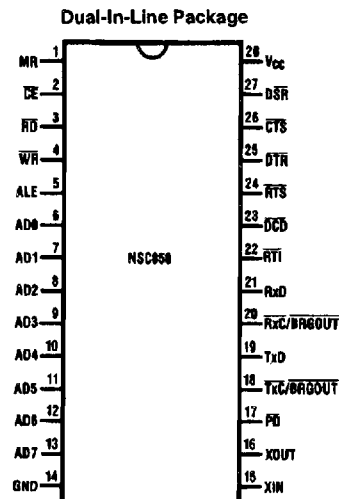 Dual-In-Line Package
MR 1 28 VCC
CE 2 27 DSR
RD 3 26 CTS
WR 4 25 DTR
ALE 5 24 RTS
AD0 6 23 DCD
AD1 7 NSC858 22 RTI
AD2 8 21 RxD
AD3 9 20 RxC/BRGOUT
AD4 10 19 TxD
AD5 11 18 TxC/BRGOUT
AD6 12 17 PD
AD7 13 16 XOUT
GND 14 15 XIN